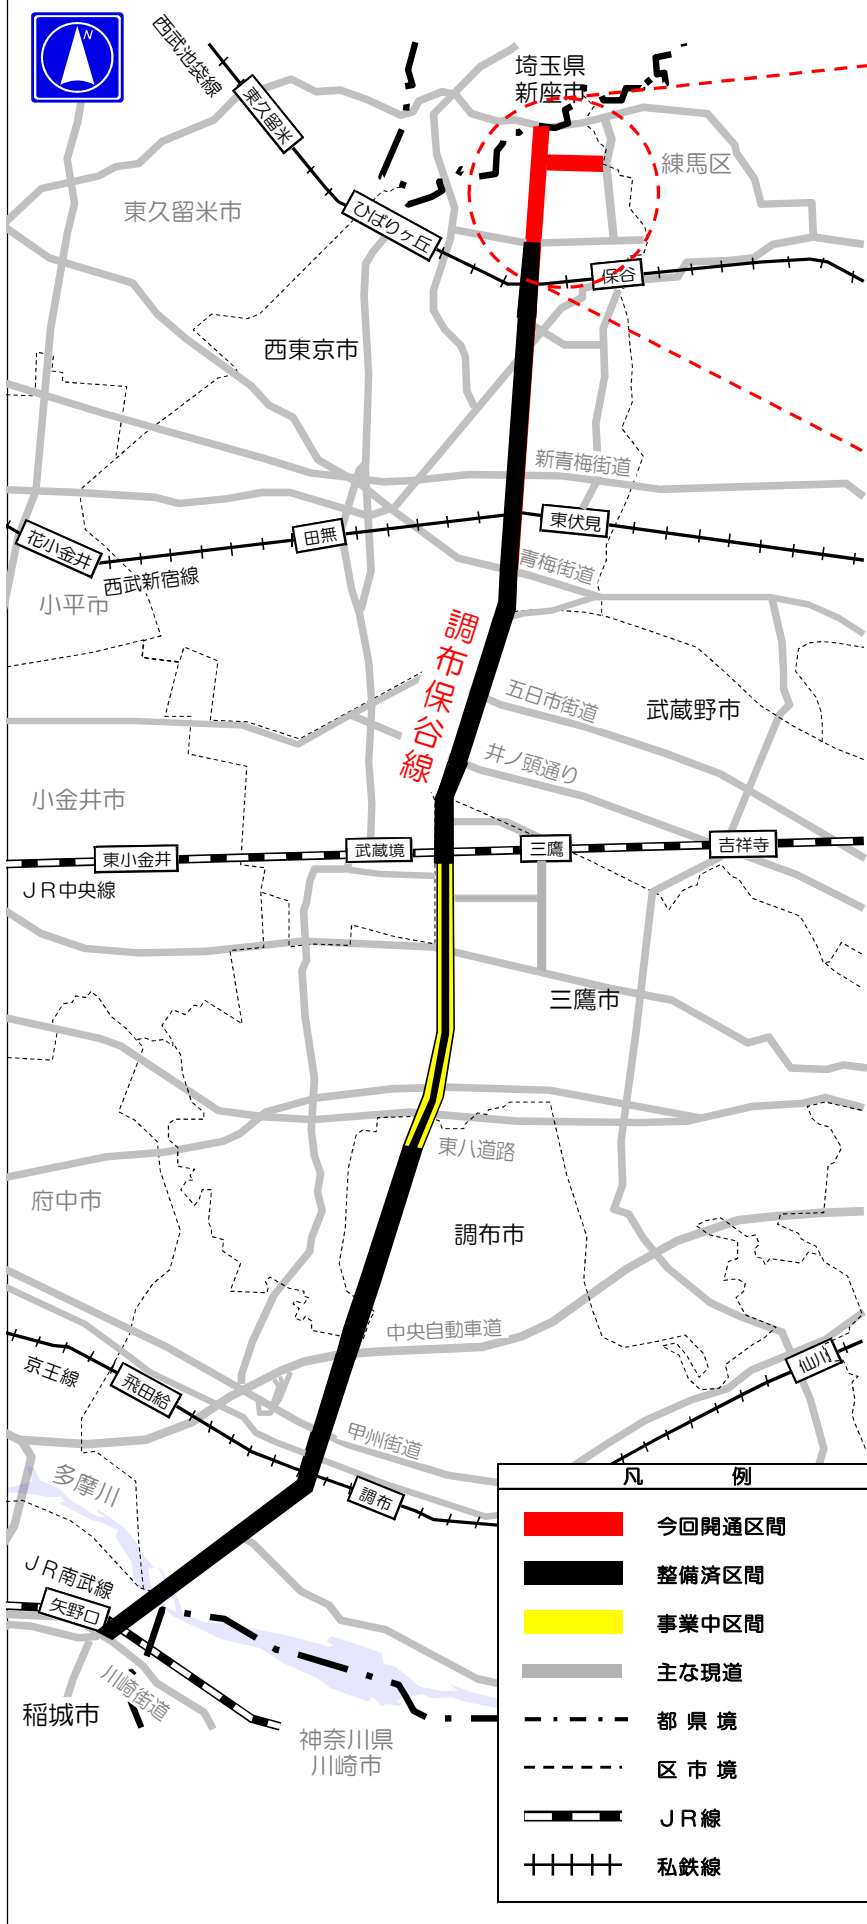 N
西武池袋線
埼玉県
新座市
東久留米
練馬区
東久留米市
ひばりヶ丘
保谷
西東京市
新青梅街道
東伏見
田無
花小金井
西武新宿線
青梅街道
小平市
調布保谷線
五日市街道
武蔵野市
井ノ頭通り
小金井市
東小金井
武蔵境
三鷹
吉祥寺
JR中央線
三鷹市
東八道路
府中市
調布市
中央自動車道
京王線
飛田給
仙川
甲州街道
多摩川
調布
JR南武線
矢野口
川崎街道
稲城市
神奈川県
川崎市
凡 例
今回開通区間
整備済区間
事業中区間
主な現道
都県境
区市境
JR線
私鉄線